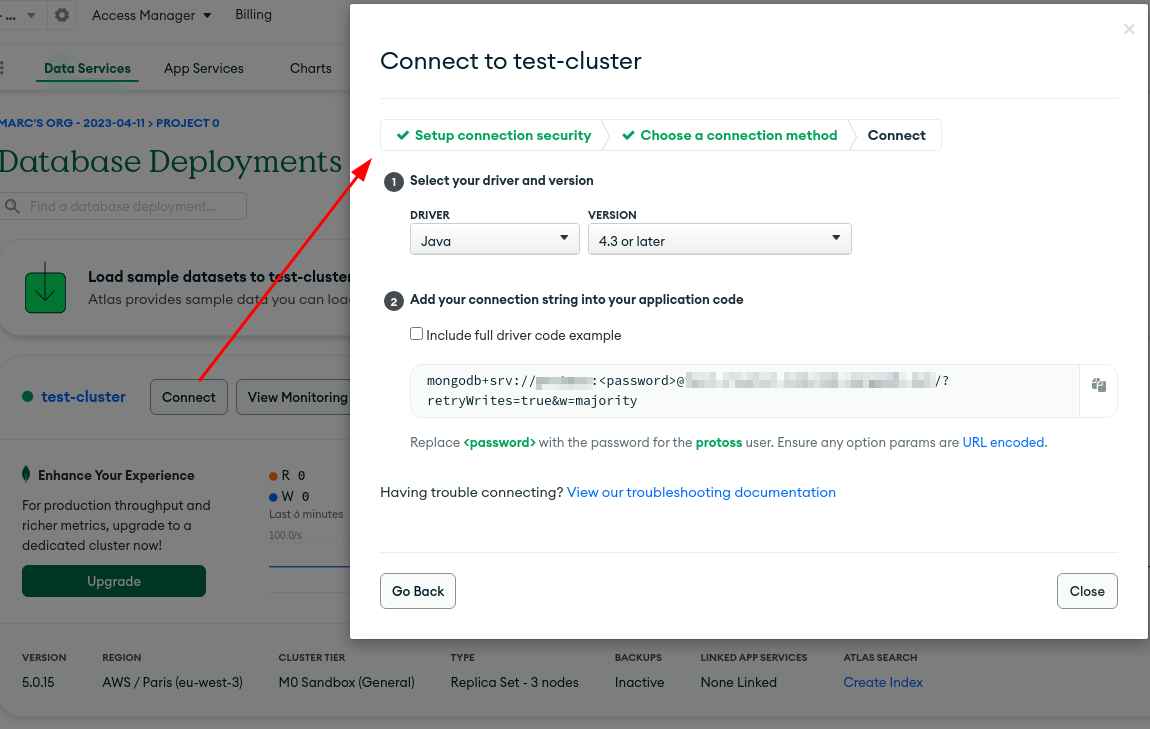 ...
Access Manager
Billing
Data Services
App Services
Charts
MARC'S ORG - 2023-04-11 > PROJECT 0
Database Deployments
Find a database deployment...
Load sample datasets to test-cluster
Atlas provides sample data you can
test-cluster
Connect
View Monitoring
Enhance Your Experience
For production throughput and
richer metrics, upgrade to a
dedicated cluster now!
Upgrade
R 0
W 0
Last 6 minutes
100.0/s
Connect to test-cluster
×
Setup connection security
Choose a connection method
Connect
1 Select your driver and version
DRIVER
VERSION
Java
4.3 or later
2 Add your connection string into your application code
Include full driver code example
mongodb+srv:// :<password>@ /?
retryWrites=true&w=majority
Replace <password> with the password for the protoss user. Ensure any option params are URL encoded.
Having trouble connecting? View our troubleshooting documentation
Go Back
Close
VERSION
REGION
CLUSTER TIER
TYPE
BACKUPS
LINKED APP SERVICES
ATLAS SEARCH
5.0.15
AWS / Paris (eu-west-3)
M0 Sandbox (General)
Replica Set - 3 nodes
Inactive
None Linked
Create Index